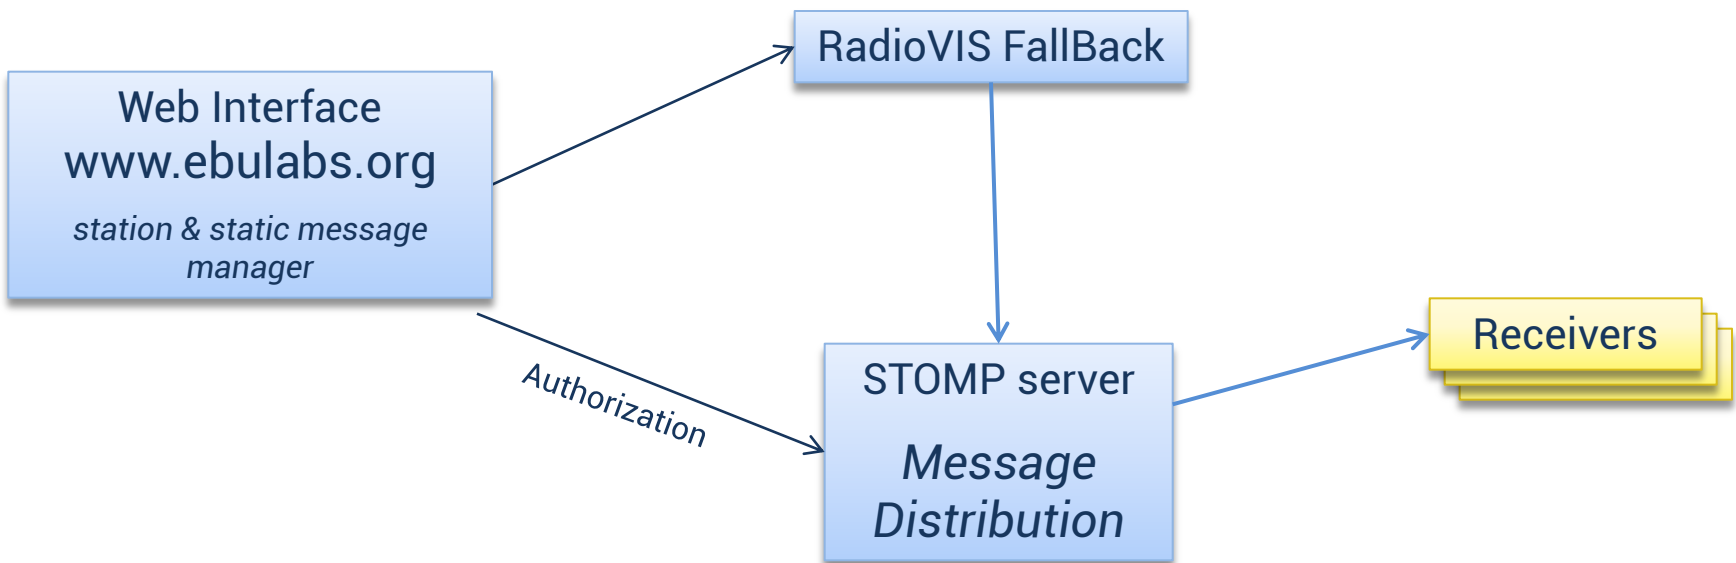 RadioVIS FallBack
Web Interface
www.ebulabs.org
station & static message
manager
Authorization
STOMP server
Message
Distribution
Receivers